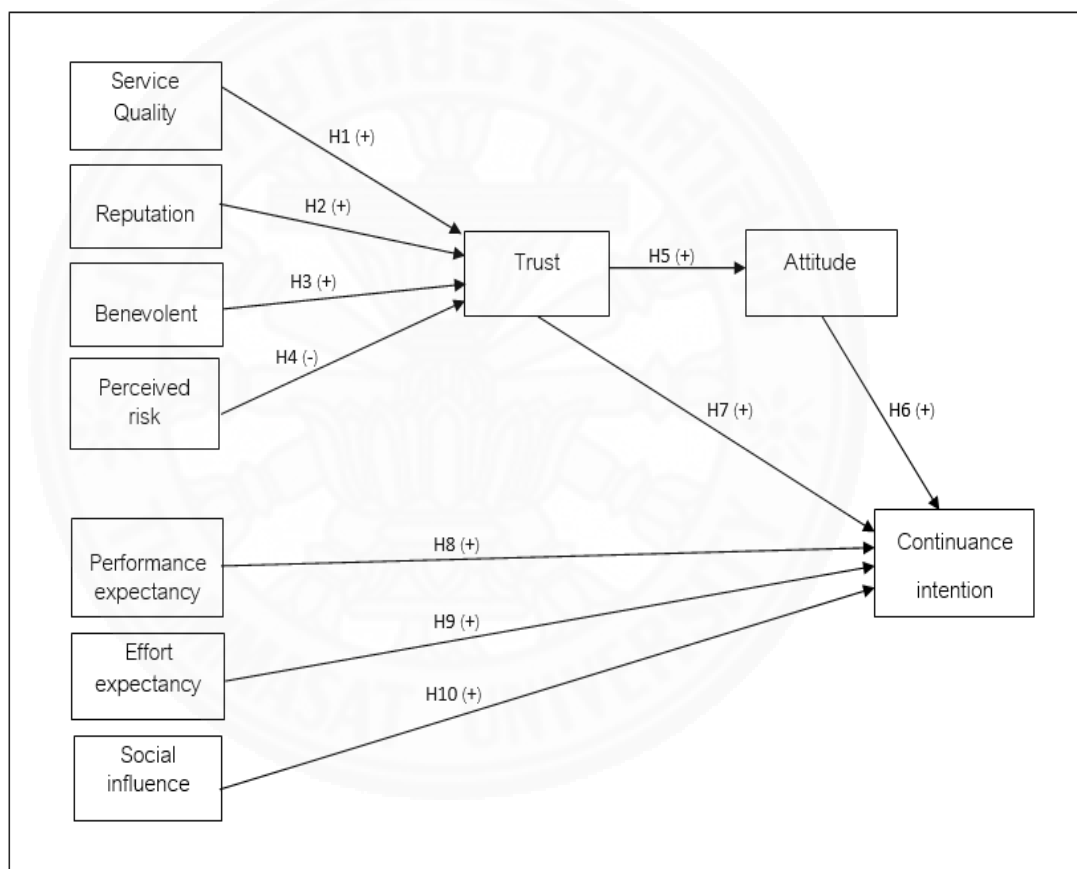 Service
Quality
H1 (+)
Reputation
H2 (+)
Trust
H5 (+)
Attitude
Benevolent
H3 (+)
H4 (-)
Perceived
risk
H7 (+)
H6 (+)
Performance
expectancy
H8 (+)
Continuance
intention
Effort
expectancy
H9 (+)
H10 (+)
Social
influence
UNIVERSITY